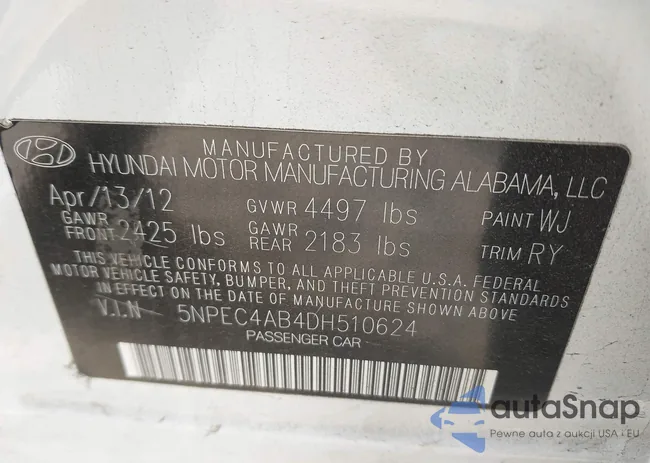 MANUFACTURED BY
HYUNDAI MOTOR MANUFACTURING ALABAMA, LLC
Apr/13/12 GVWR 4497 lbs PAINT WJ
GAWR FRONT 2425 lbs GAWR REAR 2183 lbs TRIM RY
THIS VEHICLE CONFORMS TO ALL APPLICABLE U.S.A. FEDERAL
MOTOR VEHICLE SAFETY, BUMPER, AND THEFT PREVENTION STANDARDS
IN EFFECT ON THE DATE OF MANUFACTURE SHOWN ABOVE
V.I.N 5NPEC4AB4DH510624
PASSENGER CAR
autaSnap
Pewne auta z aukcji USA i EU